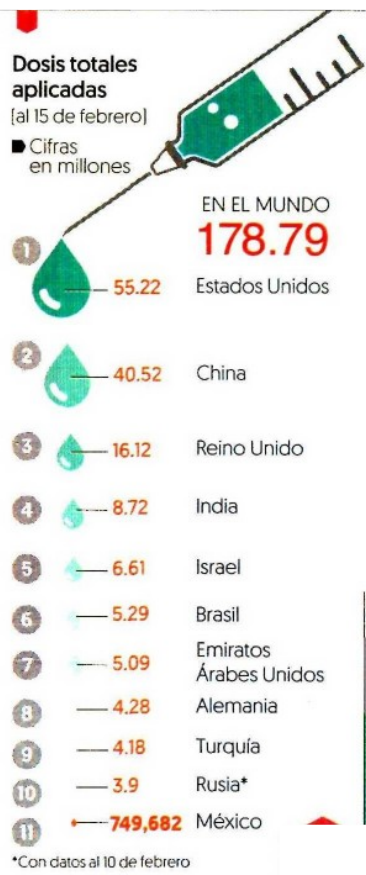 Dosis totales
aplicadas
(al 15 de febrero)
Cifras
en millones
EN EL MUNDO
178.79
1
55.22 Estados Unidos
2
40.52 China
3 16.12 Reino Unido
4 8.72 India
5 6.61 Israel
6 5.29 Brasil
7 5.09 Emiratos
Árabes Unidos
8 4.28 Alemania
9 4.18 Turquía
10 3.9 Rusia*
11 749,682 México
*Con datos al 10 de febrero